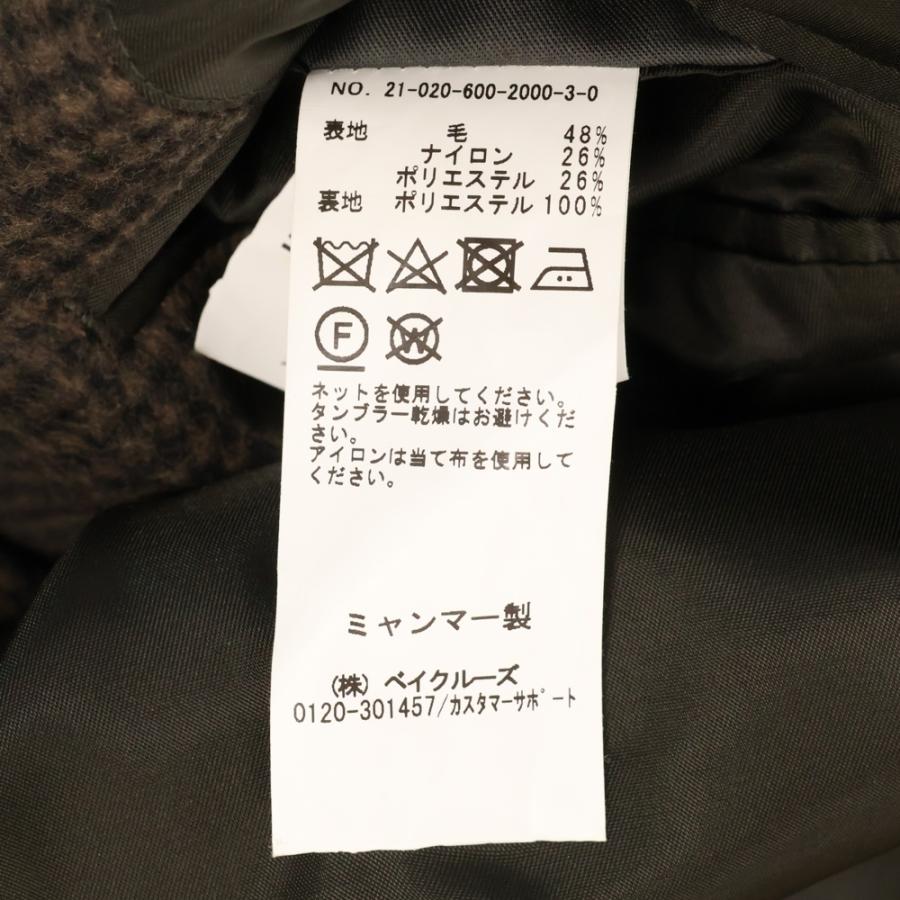 NO. 21-020-600-2000-3-0
表地 毛 48%
ナイロン 26%
ポリエステル 26%
裏地 ポリエステル 100%
F W
ネットを使用してください。
タンブラー乾燥はお避けくだ
さい。
アイロンは当て布を使用して
ください。
ミャンマー製
(株) ベイクルーズ
0120-301457/カスタマーサポート